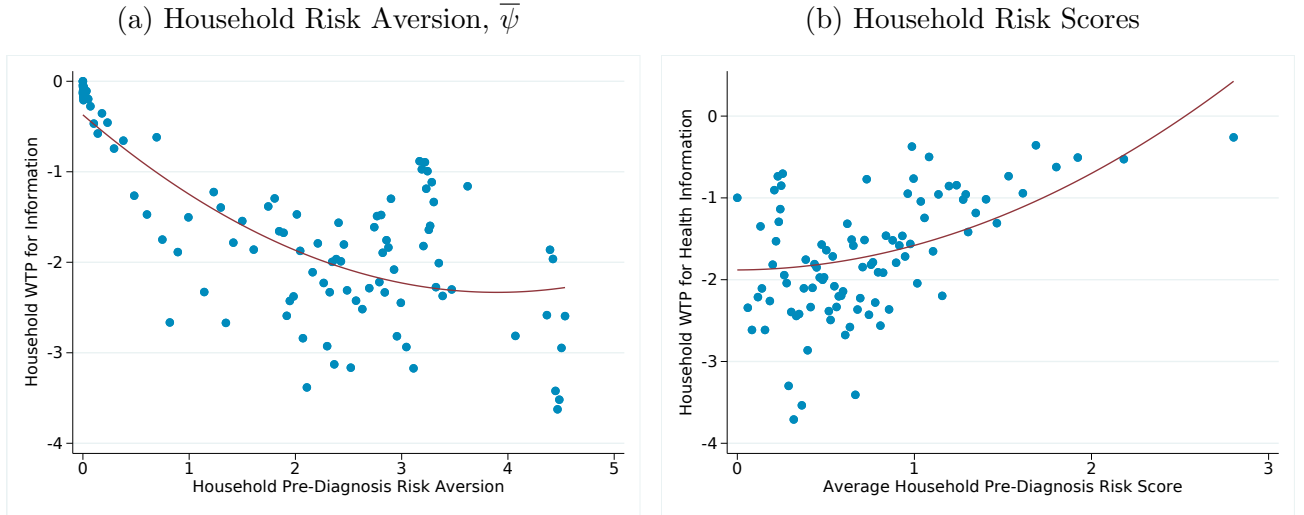 (a) Household Risk Aversion, $\overline{\psi}$
0
-1
-2
-3
-4
Household WTP for Information
0 1 2 3 4 5
Household Pre-Diagnosis Risk Aversion
(b) Household Risk Scores
0
-1
-2
-3
-4
Household WTP for Health Information
0 1 2 3
Average Household Pre-Diagnosis Risk Score